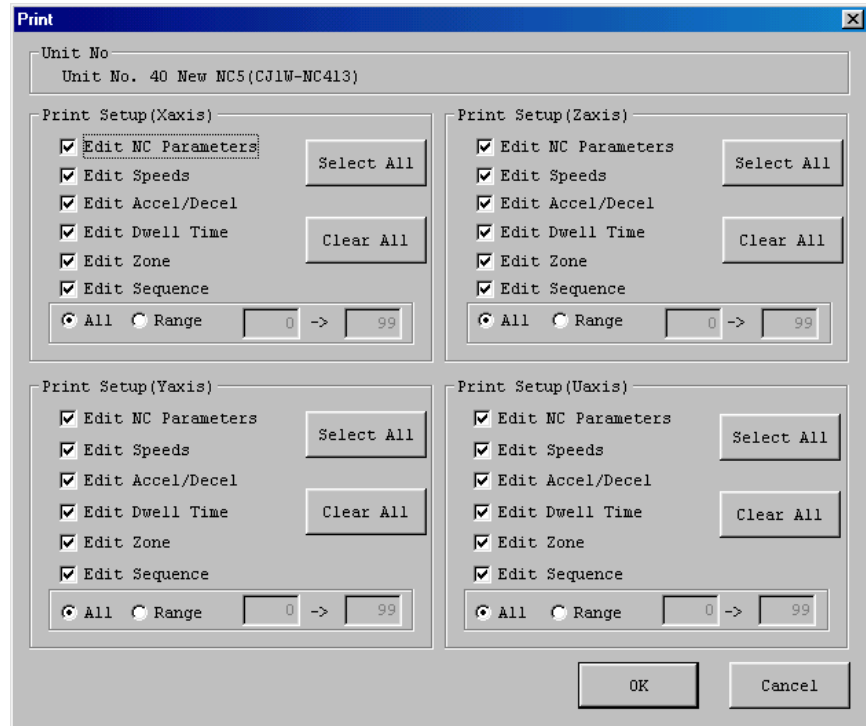 Print
Unit No
Unit No. 40 New NC5(CJ1W-NC413)
Print Setup(Xaxis)
Edit NC Parameters
Edit Speeds
Edit Accel/Decel
Edit Dwell Time
Edit Zone
Edit Sequence
Select All
Clear All
All Range 0 -> 99
Print Setup(Zaxis)
Edit NC Parameters
Edit Speeds
Edit Accel/Decel
Edit Dwell Time
Edit Zone
Edit Sequence
Select All
Clear All
All Range 0 -> 99
Print Setup(Yaxis)
Edit NC Parameters
Edit Speeds
Edit Accel/Decel
Edit Dwell Time
Edit Zone
Edit Sequence
Select All
Clear All
All Range 0 -> 99
Print Setup(Uaxis)
Edit NC Parameters
Edit Speeds
Edit Accel/Decel
Edit Dwell Time
Edit Zone
Edit Sequence
Select All
Clear All
All Range 0 -> 99
OK
Cancel